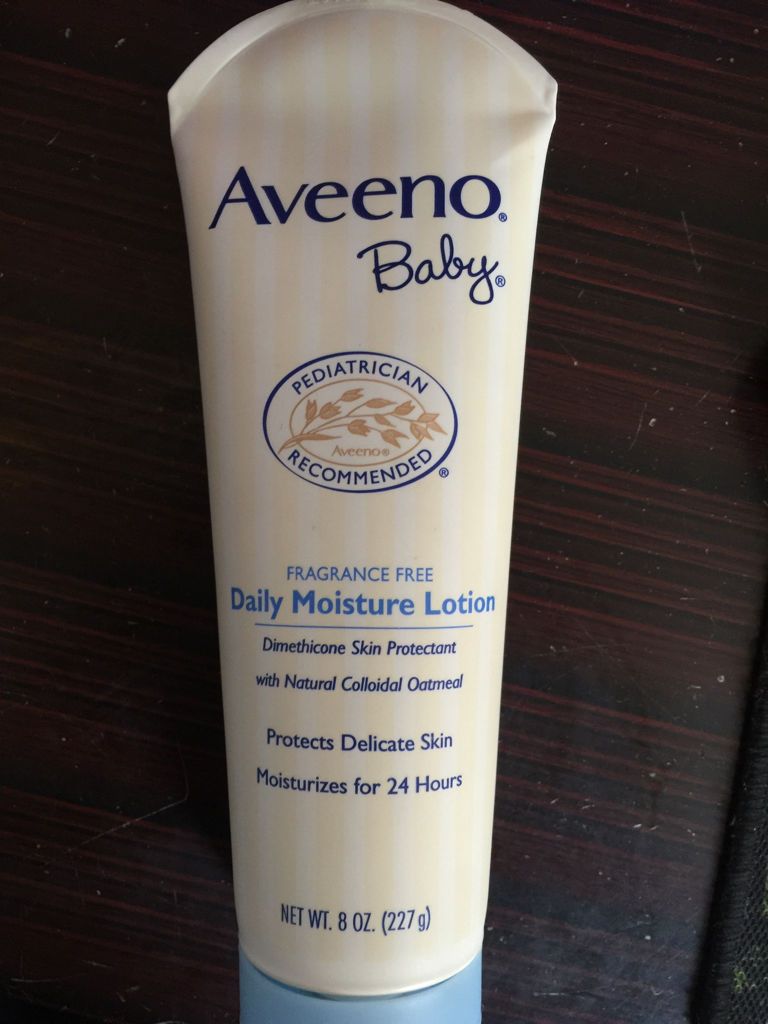 Aveeno®
Baby®
PEDIATRICIAN
Aveeno®
RECOMMENDED®
FRAGRANCE FREE
Daily Moisture Lotion
Dimethicone Skin Protectant
with Natural Colloidal Oatmeal
Protects Delicate Skin
Moisturizes for 24 Hours
NET WT. 8 OZ. (227g)